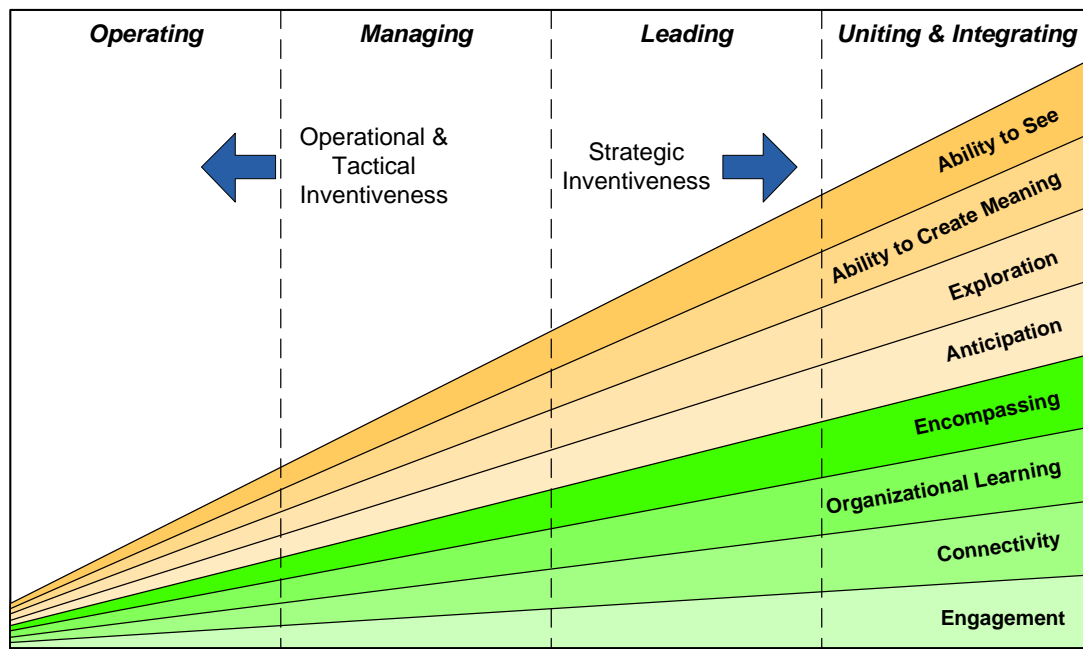 Operating
Managing
Leading
Uniting & Integrating
Operational &
Tactical
Inventiveness
Strategic
Inventiveness
Ability to See
Ability to Create Meaning
Exploration
Anticipation
Encompassing
Organizational Learning
Connectivity
Engagement